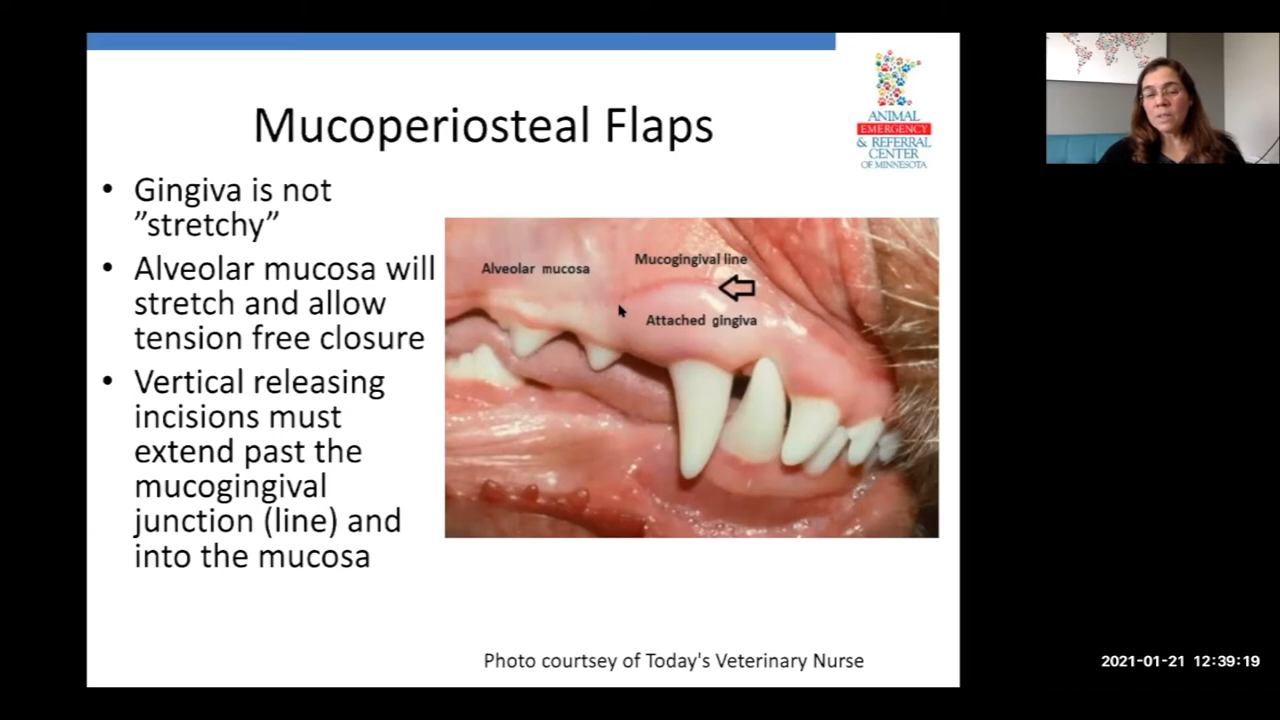 Mucoperiosteal Flaps
ANIMAL
EMERGENCY
& REFERRAL
CENTER
OF MINNESOTA
• Gingiva is not
”stretchy”
• Alveolar mucosa will
stretch and allow
tension free closure
• Vertical releasing
incisions must
extend past the
mucogingival
junction (line) and
into the mucosa
Alveolar mucosa
Mucogingival line
Attached gingiva
Photo courtsey of Today's Veterinary Nurse
2021-01-21 12:39:19